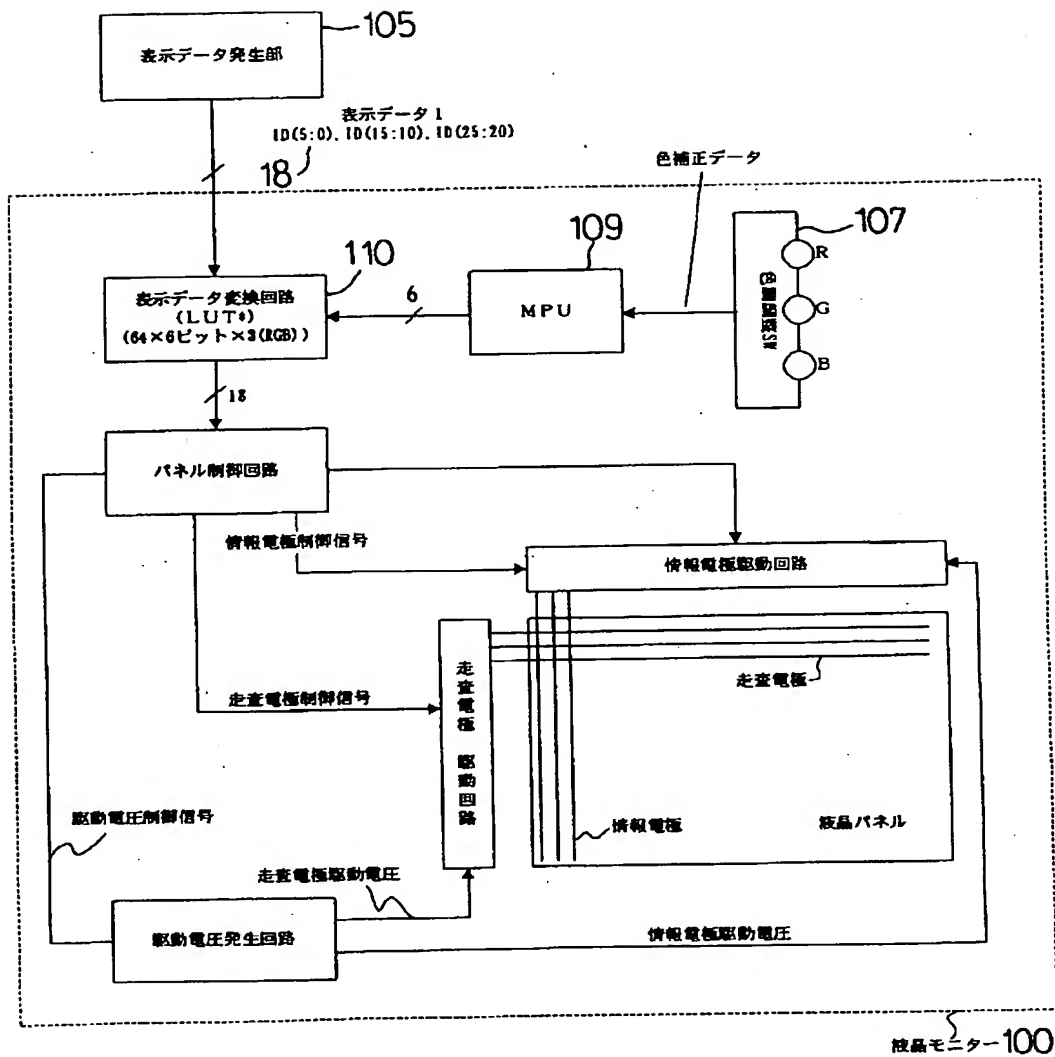 表示データ発生部
105
表示データ1
ID(5:0), ID(15:10), ID(25:20)
18
色補正データ
107
R
G
B
色調調整SW
109
MPU
6
110
表示データ変換回路
(LUT*)
(64×6ビット×3(RGB))
18
パネル制御回路
情報電極制御信号
情報電極駆動回路
走査電極
走査電極 駆動回路
走査電極制御信号
駆動電圧制御信号
情報電極
液晶パネル
走査電極駆動電圧
駆動電圧発生回路
情報電極駆動電圧
液晶モニター 100